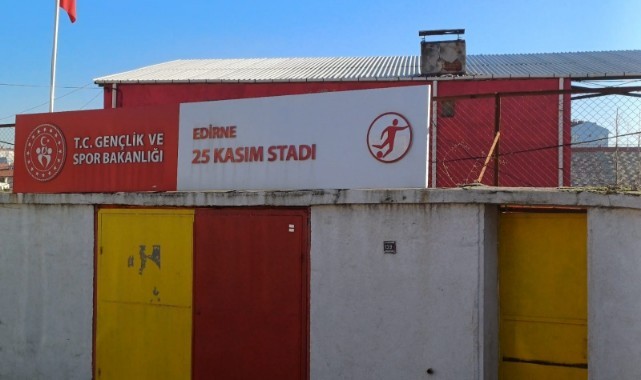 T.C. GENÇLİK VE
SPOR BAKANLIĞI
EDİRNE
25 KASIM STADI